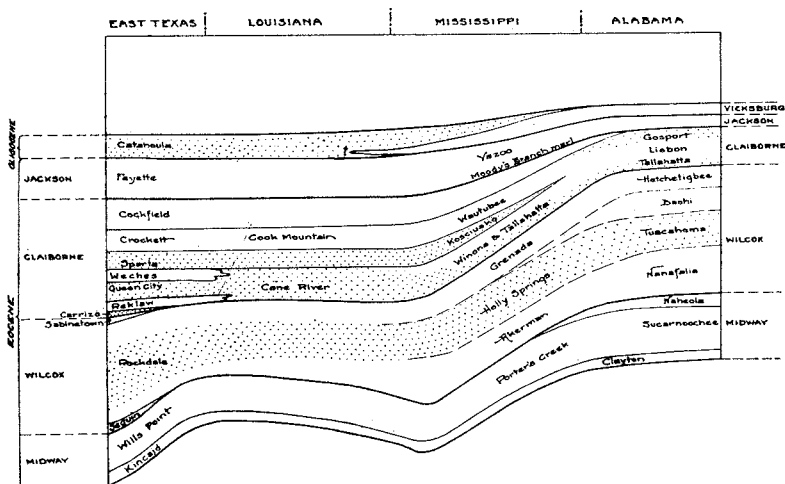 EAST TEXAS LOUISIANA MISSISSIPPI ALABAMA
OLIGOCENE
EOCENE
JACKSON
CLAIBORNE
WILCOX
MIDWAY
Catahoula
Fayette
Cockfield
Crockett
Cook Mountain
Sparta
Weches
Queen City
Cane River
Reklaw
Carrizo
Sabinetown
Rockdale
Seguin
Wills Point
Kincaid
Yazoo
Moody's Branch marl
Wautubee
Kosciusko
Winona & Tallahatta
Grenada
Holly Springs
Akerman
Porter's Creek
Gosport
Lisbon
Tallahatta
Hatchetigbee
Bashi
Tuscahoma
Nanafalia
Naheola
Sucarnoochee
Clayton
VICKSBURG
JACKSON
CLAIBORNE
WILCOX
MIDWAY